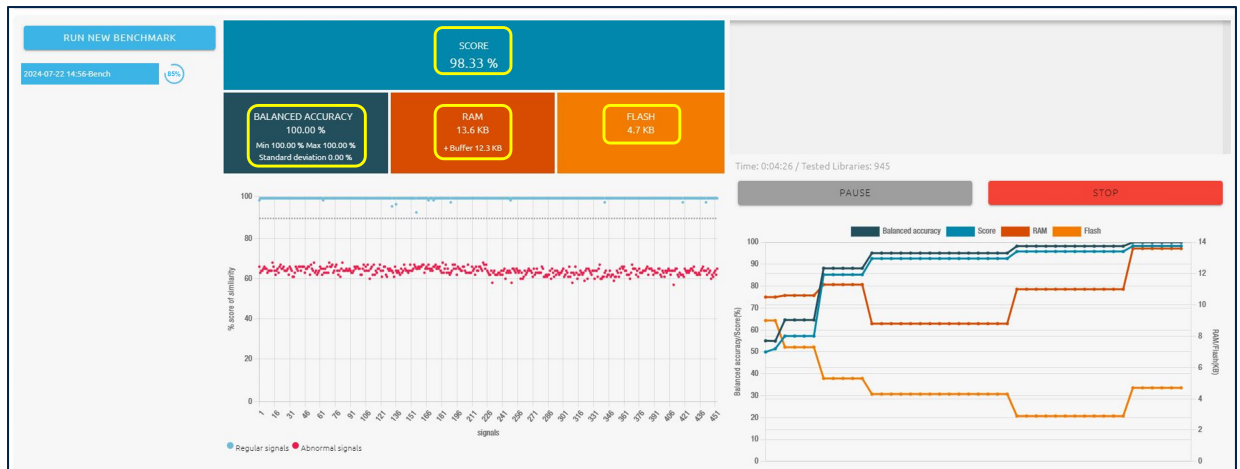 RUN NEW BENCHMARK
2024-07-22 14:56-Bench
85%
SCORE
98.33 %
BALANCED ACCURACY
100.00 %
Min 100.00 % Max 100.00 %
Standard deviation 0.00 %
RAM
13.6 KB
+ Buffer 12.3 KB
FLASH
4.7 KB
Time: 0:04:26 / Tested Libraries: 945
PAUSE
STOP
% score of similarity
100
80
60
40
20
0
1 16 31 46 61 76 91 106 121 136 151 166 181 196 211 226 241 256 271 286 301 316 331 346 361 376 391 406 421 436 451
signals
Regular signals Abnormal signals
Balanced accuracy Score RAM Flash
Balanced accuracy/Score(%)
100
90
80
70
60
50
40
30
20
10
0
14
12
10
8
6
4
2
0
RAM/Flash(KB)